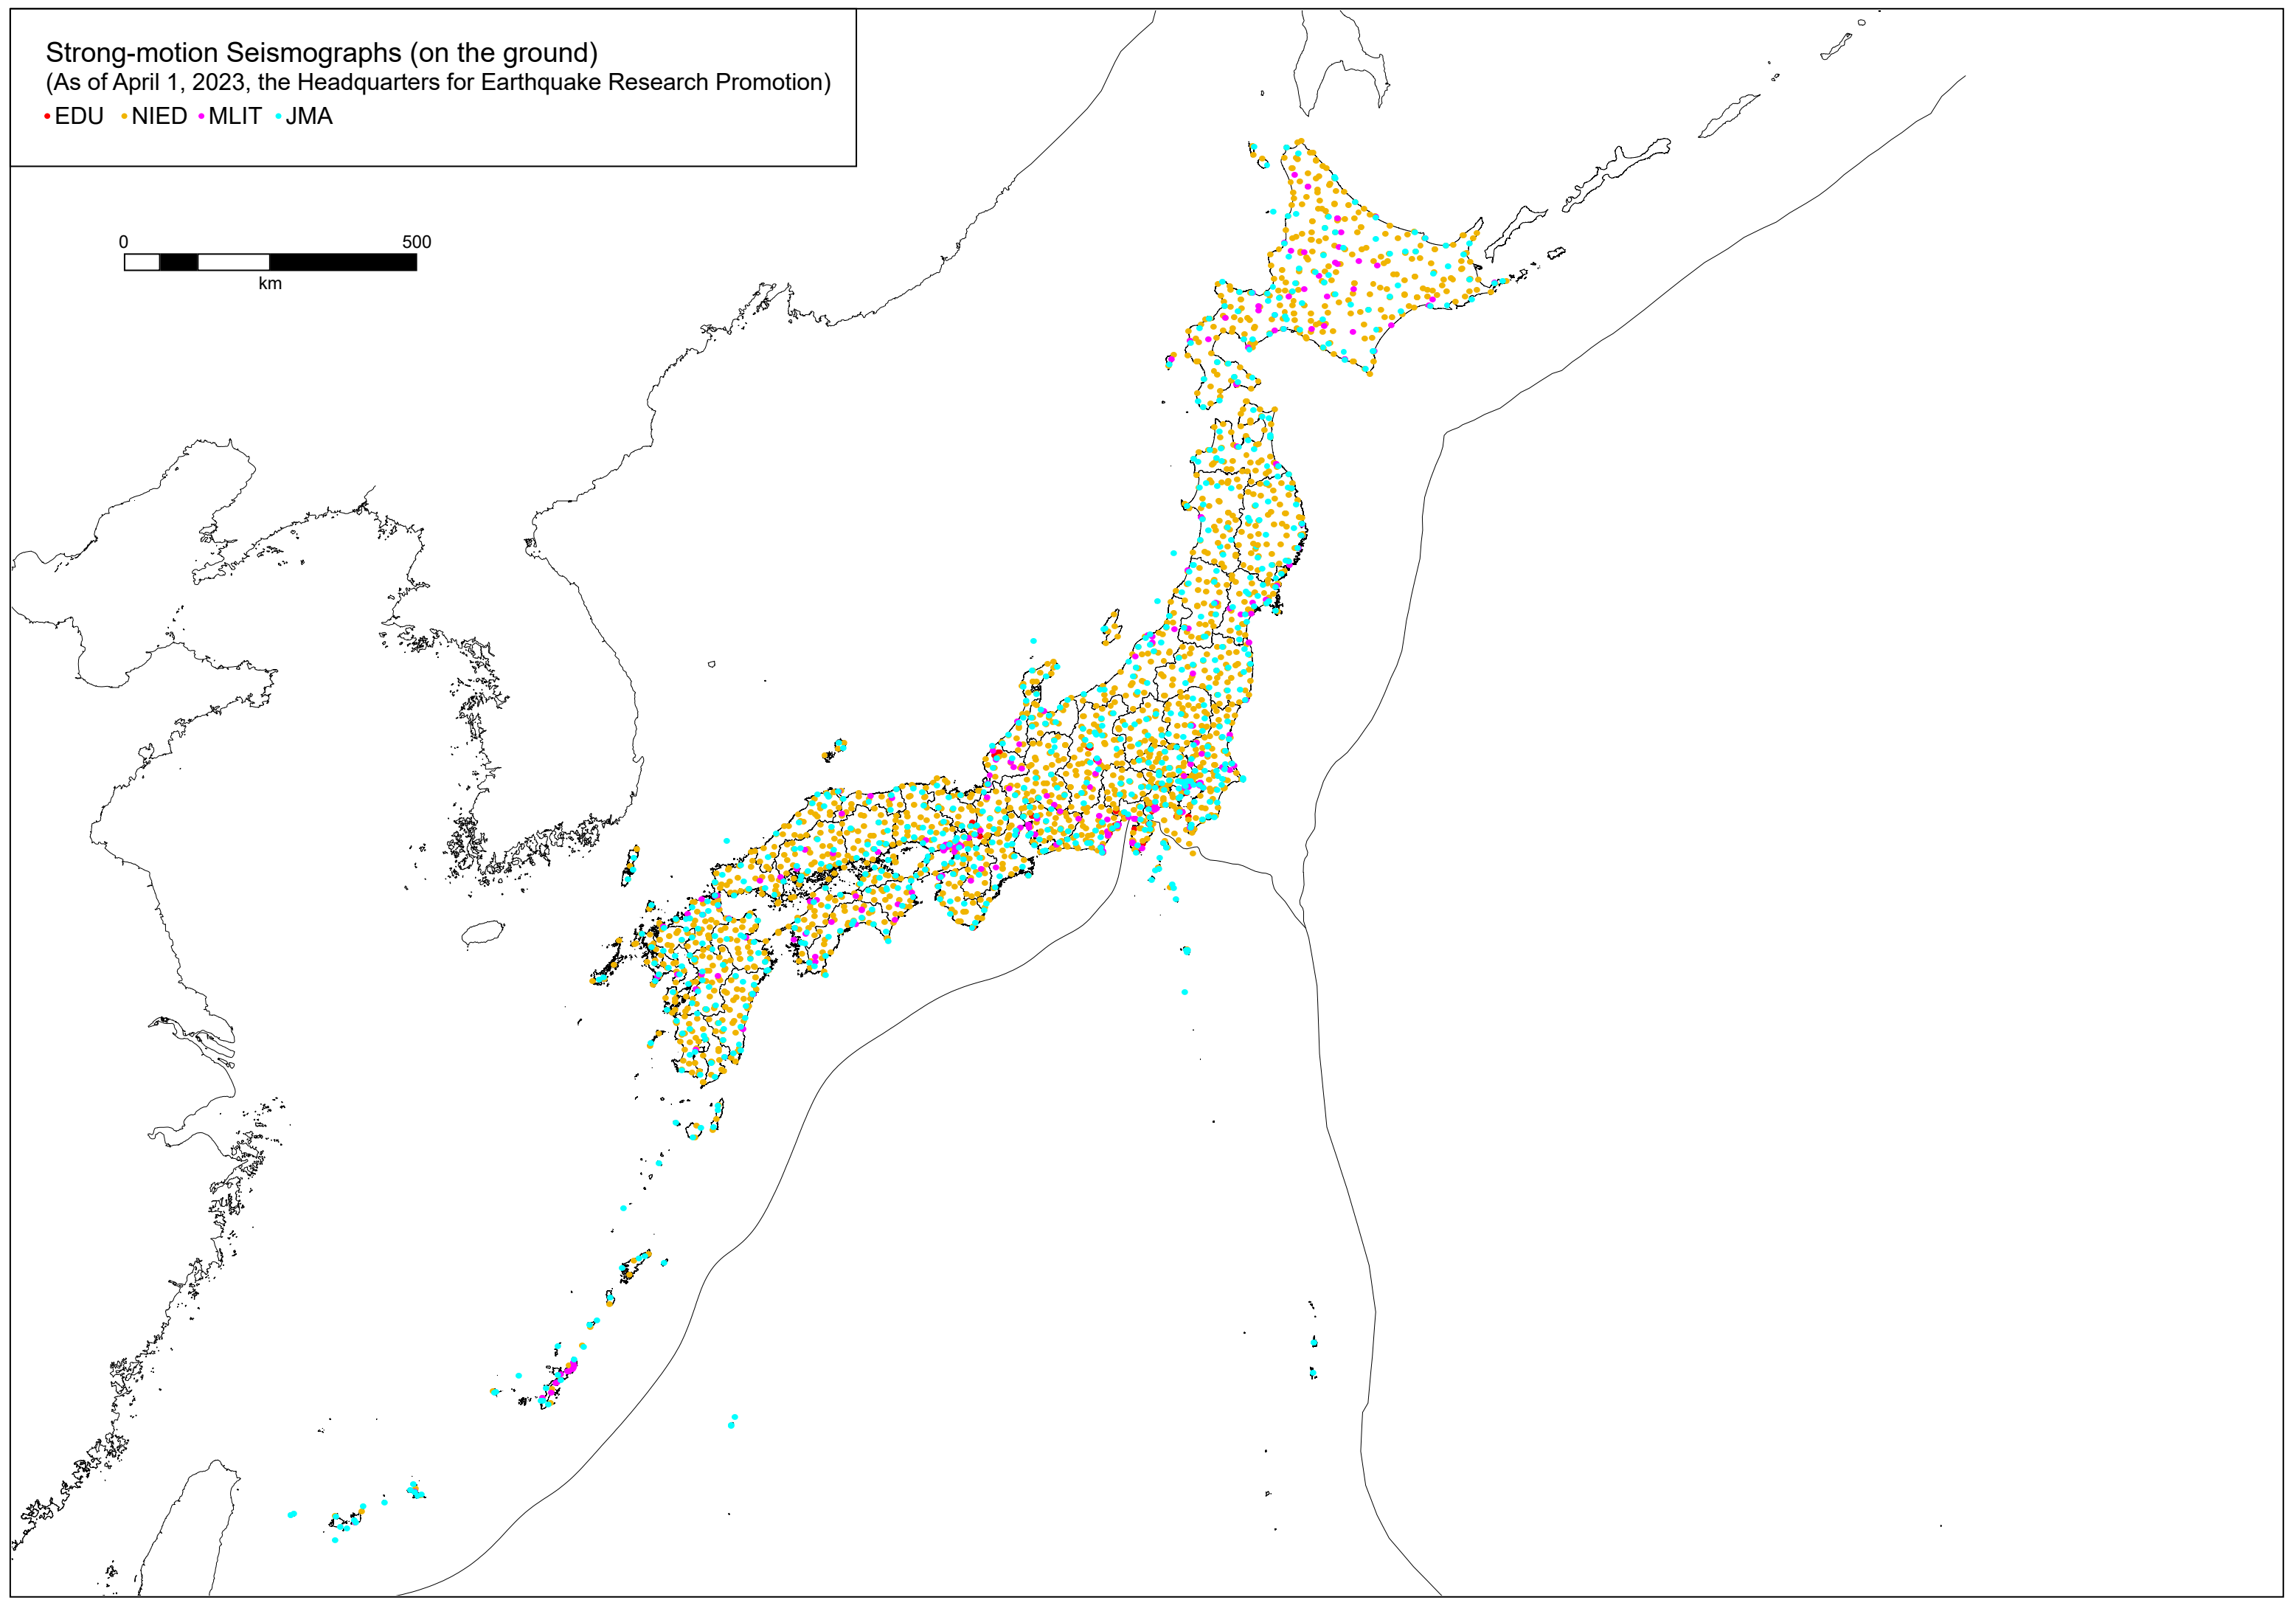 Strong-motion Seismographs (on the ground)
(As of April 1, 2023, the Headquarters for Earthquake Research Promotion)
EDU NIED MLIT JMA
0 500
km